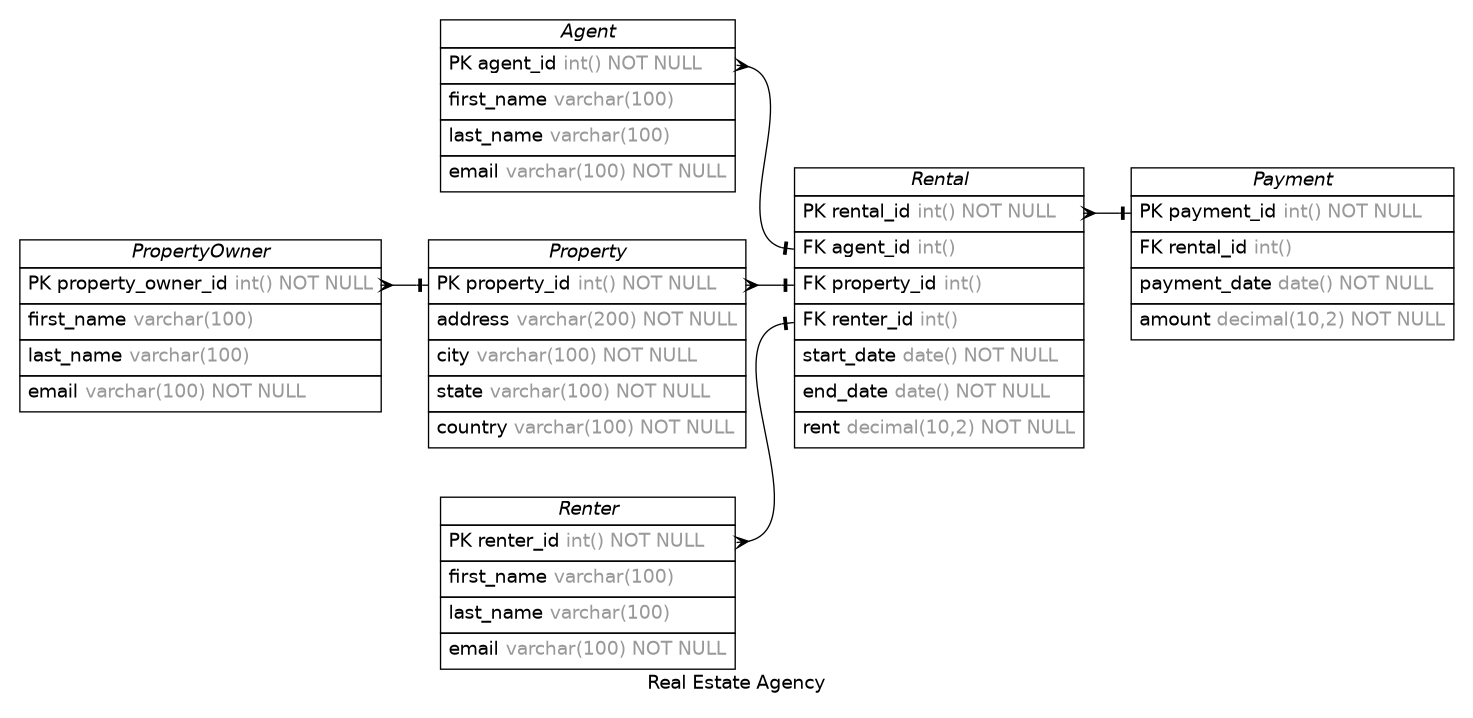 Agent
PK agent_id int() NOT NULL
first_name varchar(100)
last_name varchar(100)
email varchar(100) NOT NULL
PropertyOwner
PK property_owner_id int() NOT NULL
first_name varchar(100)
last_name varchar(100)
email varchar(100) NOT NULL
Property
PK property_id int() NOT NULL
address varchar(200) NOT NULL
city varchar(100) NOT NULL
state varchar(100) NOT NULL
country varchar(100) NOT NULL
Rental
PK rental_id int() NOT NULL
FK agent_id int()
FK property_id int()
FK renter_id int()
start_date date() NOT NULL
end_date date() NOT NULL
rent decimal(10,2) NOT NULL
Payment
PK payment_id int() NOT NULL
FK rental_id int()
payment_date date() NOT NULL
amount decimal(10,2) NOT NULL
Renter
PK renter_id int() NOT NULL
first_name varchar(100)
last_name varchar(100)
email varchar(100) NOT NULL
Real Estate Agency